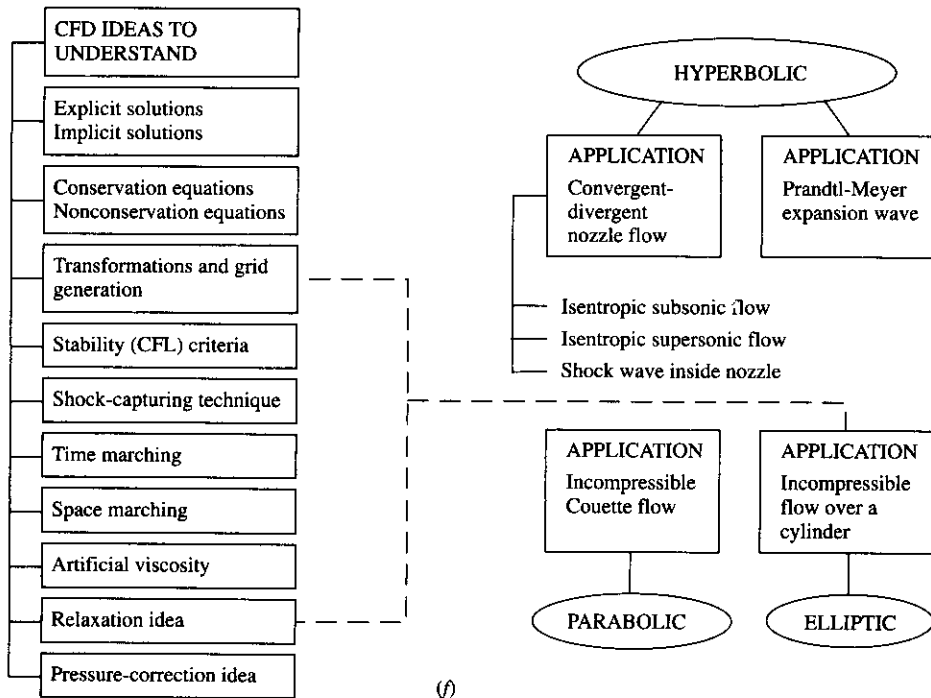 CFD IDEAS TO
UNDERSTAND
Explicit solutions
Implicit solutions
Conservation equations
Nonconservation equations
Transformations and grid
generation
Stability (CFL) criteria
Shock-capturing technique
Time marching
Space marching
Artificial viscosity
Relaxation idea
Pressure-correction idea
HYPERBOLIC
APPLICATION
Convergent-
divergent
nozzle flow
APPLICATION
Prandtl-Meyer
expansion wave
Isentropic subsonic flow
Isentropic supersonic flow
Shock wave inside nozzle
APPLICATION
Incompressible
Couette flow
APPLICATION
Incompressible
flow over a
cylinder
PARABOLIC
ELLIPTIC
(f)